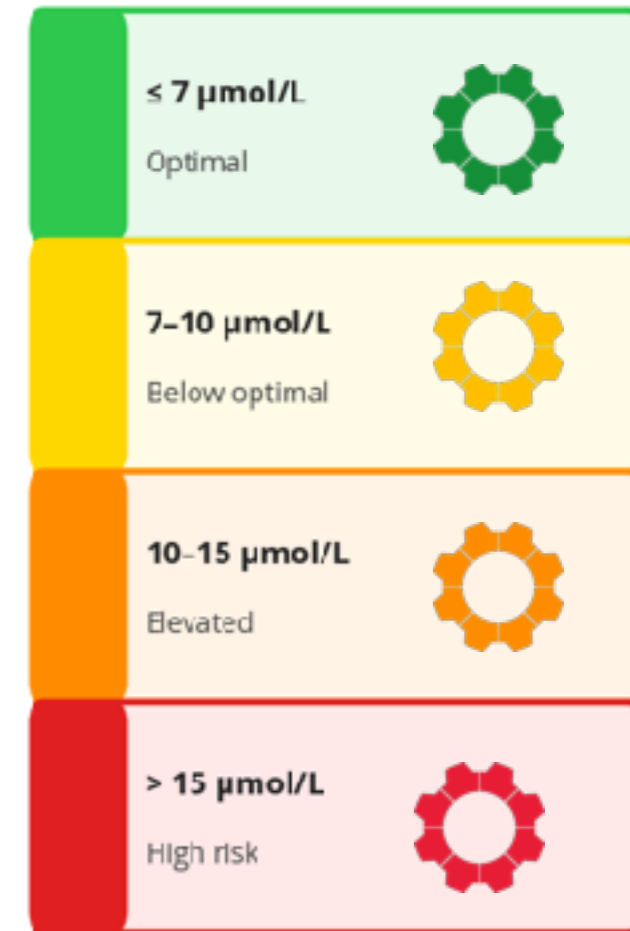 ≤ 7 µmol/L
Optimal
7–10 µmol/L
Below optimal
10–15 µmol/L
Elevated
> 15 µmol/L
High risk